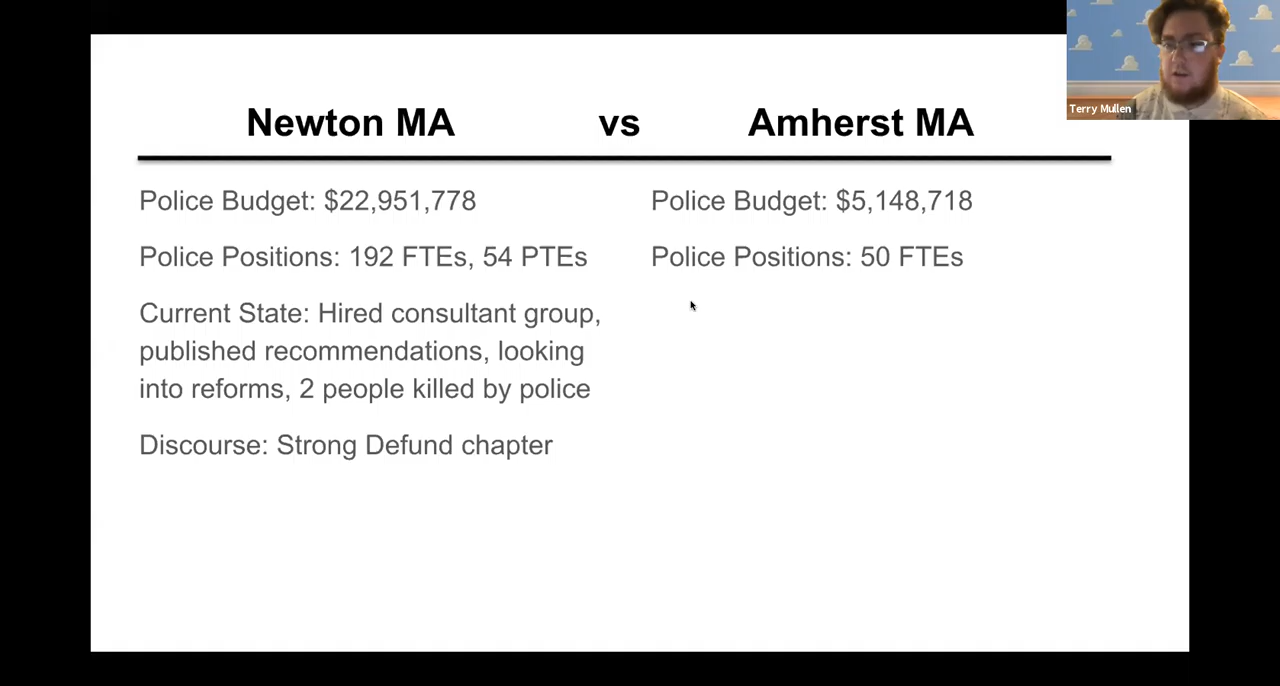 Terry Mullen
Newton MA vs Amherst MA
Police Budget: $22,951,778
Police Positions: 192 FTEs, 54 PTEs
Current State: Hired consultant group,
published recommendations, looking
into reforms, 2 people killed by police
Discourse: Strong Defund chapter
Police Budget: $5,148,718
Police Positions: 50 FTEs